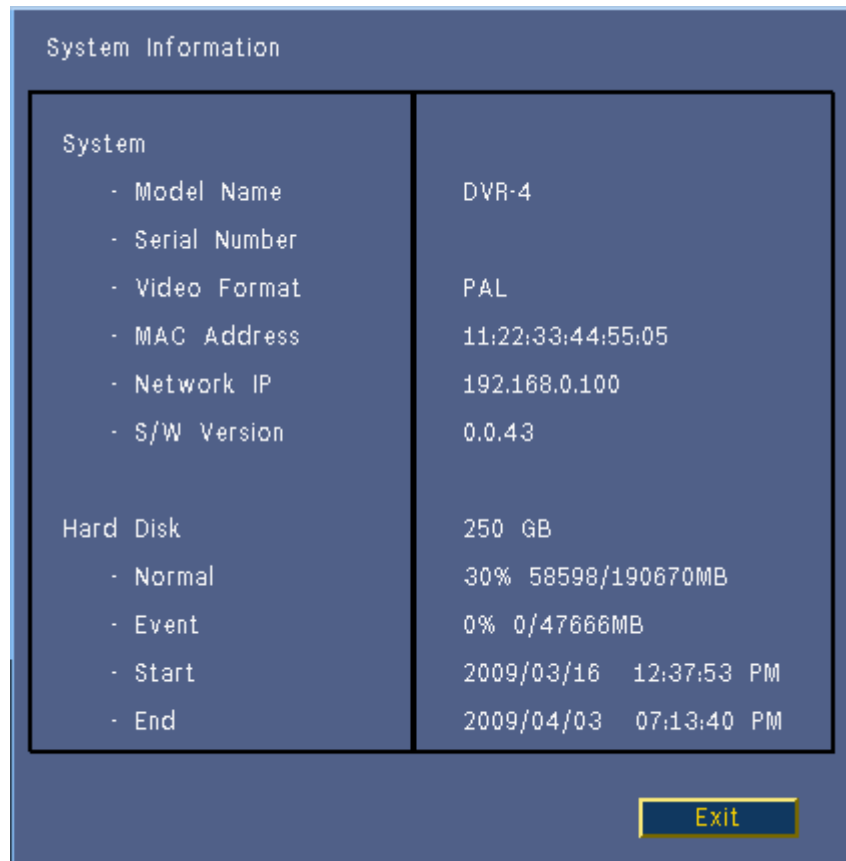 System Information
System
- Model Name DVR-4
- Serial Number
- Video Format PAL
- MAC Address 11:22:33:44:55:05
- Network IP 192.168.0.100
- S/W Version 0.0.43
Hard Disk 250 GB
- Normal 30% 58598/190670MB
- Event 0% 0/47666MB
- Start 2009/03/16 12:37:53 PM
- End 2009/04/03 07:13:40 PM
Exit